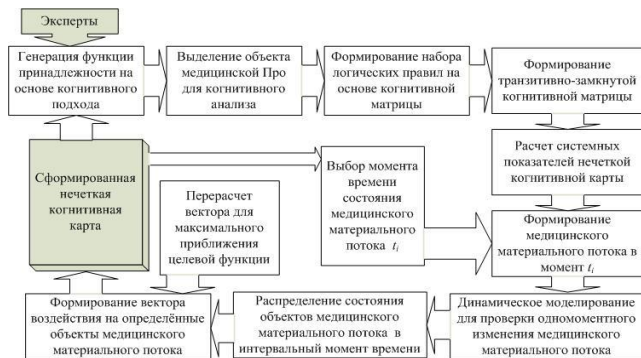 Эксперты
Генерация функции
принадлежности на
основе когнитивного
подхода
Выделение объекта
медицинской Про
для когнитивного
анализа
Формирование набора
логических правил на
основе когнитивной
матрицы
Формирование
транзитивно-замкнутой
когнитивной матрицы
Сформированная
нечеткая
когнитивная
карта
Перерасчет
вектора для
максимального
приближения
целевой функции
Выбор момента
времени
состояния
медицинского
материального
потока ti
Расчет системных
показателей нечеткой
когнитивной карты
Формирование
медицинского
материального потока в
момент ti
Формирование вектора
воздействия на определённые
объекты медицинского
материального потока
Распределение состояния
объектов медицинского
материального потока в
интервальный момент времени
Динамическое моделирование
для проверки одномоментного
изменения медицинского
материального потока